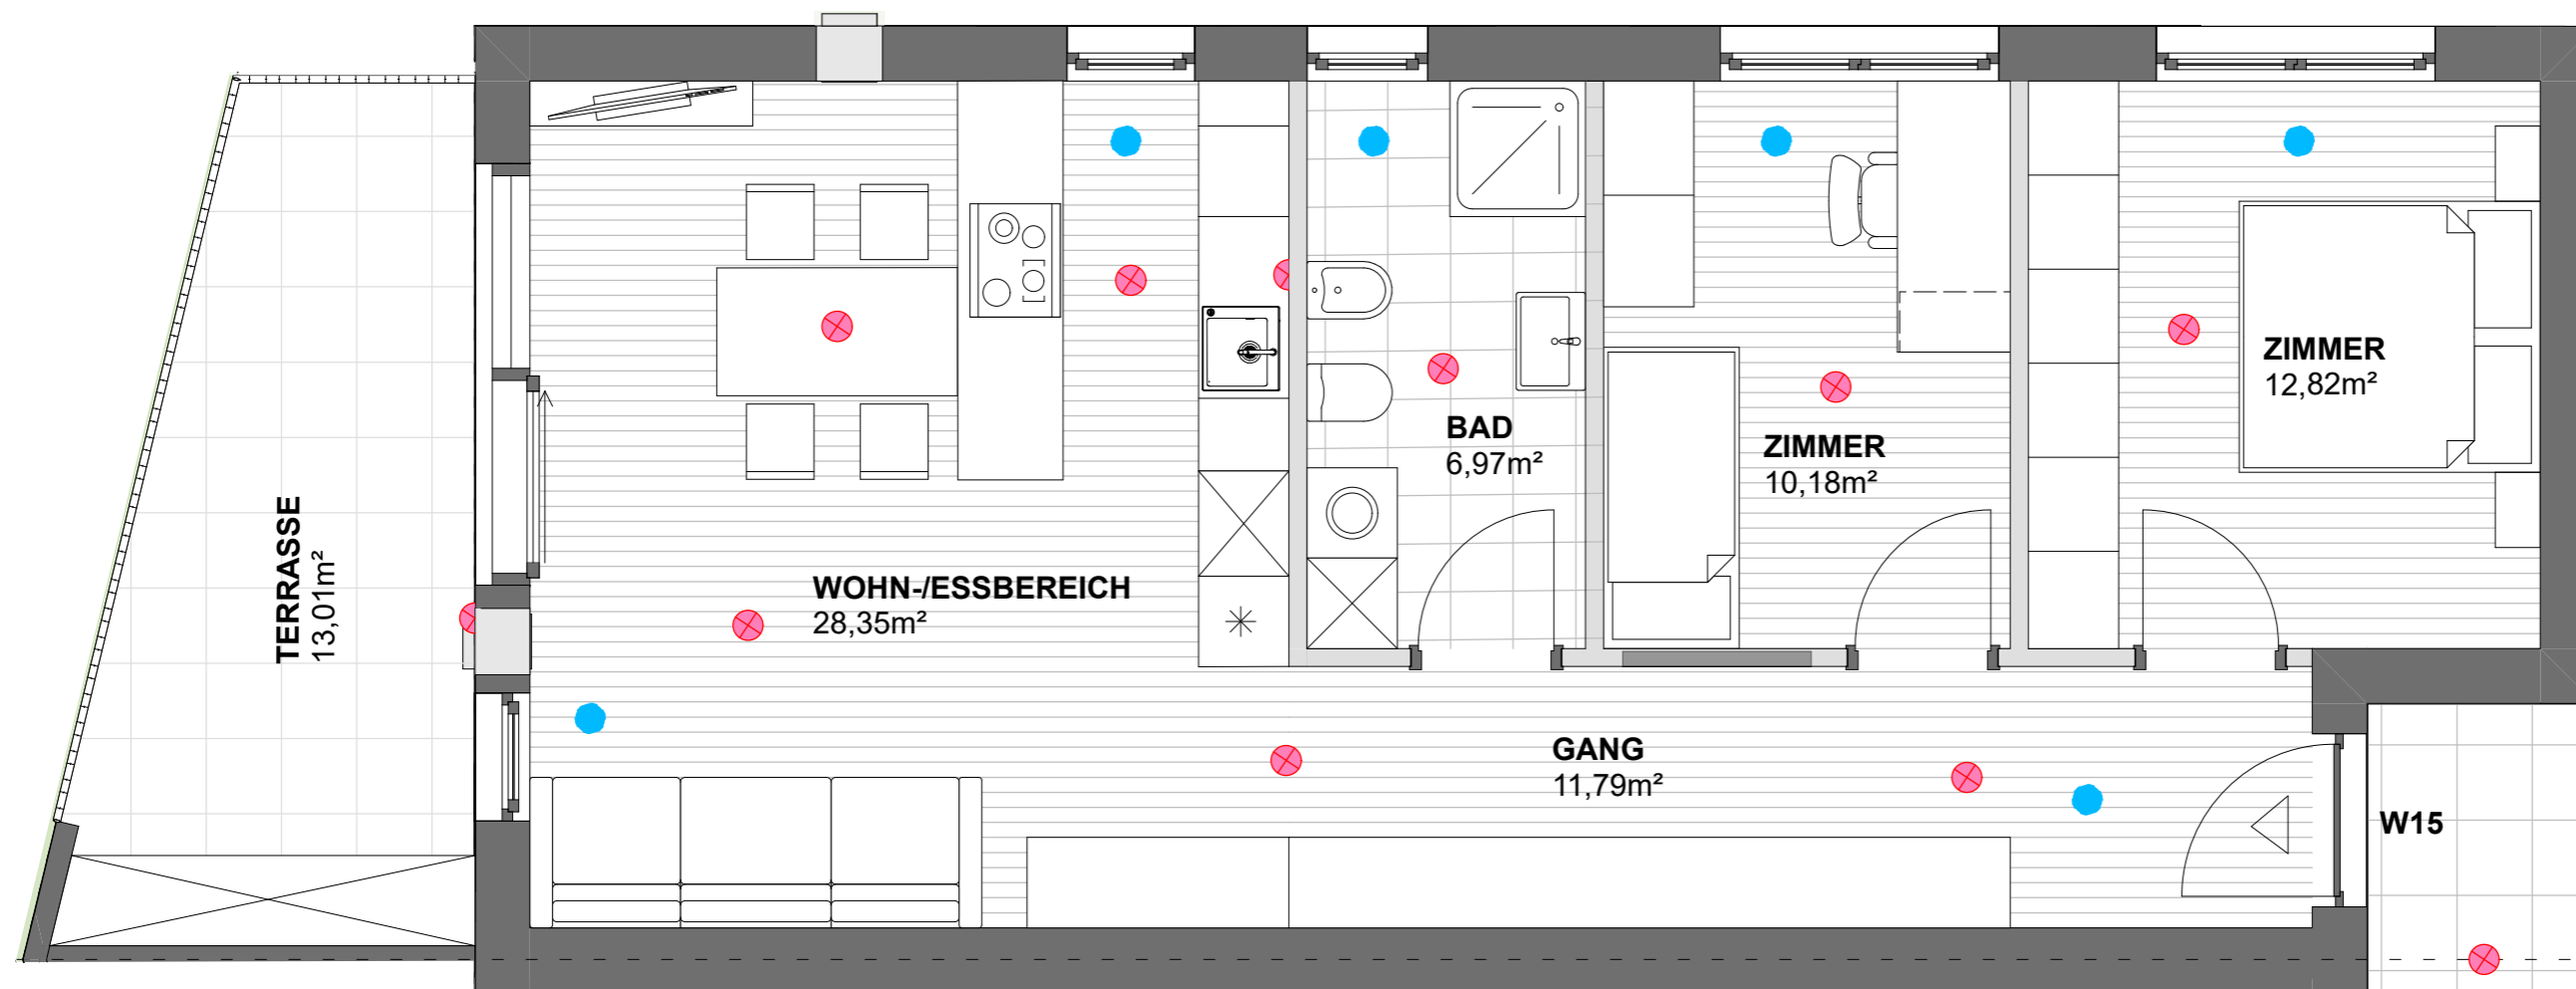 ZIMMER
12,82m²
BAD
6,97m²
ZIMMER
10,18m²
TERRASSE
13,01m²
WOHN-/ESSBEREICH
28,35m²
GANG
11,79m²
W15